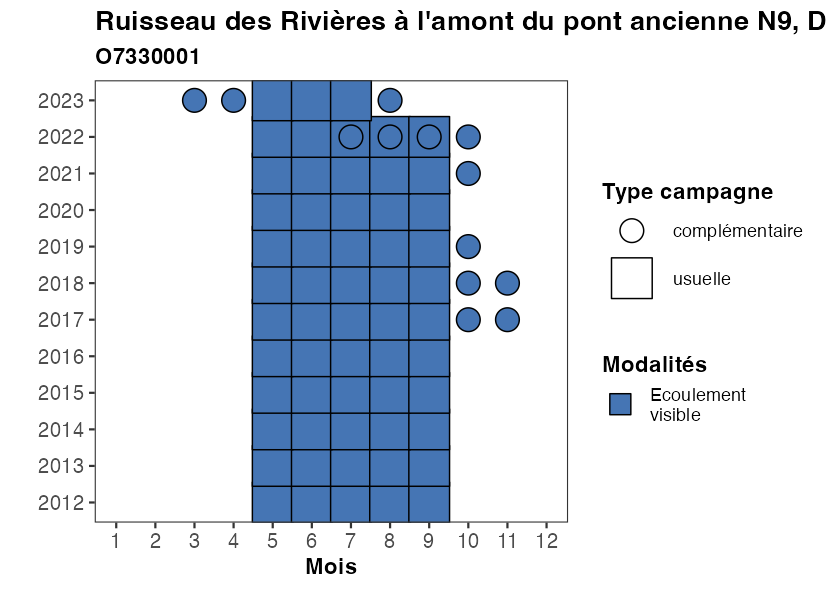 Ruisseau des Rivières à l'amont du pont ancienne N9, D
O7330001
2023
2022
2021
2020
2019
2018
2017
2016
2015
2014
2013
2012
1 2 3 4 5 6 7 8 9 10 11 12
Mois
Type campagne
complémentaire
usuelle
Modalités
Ecoulement
visible